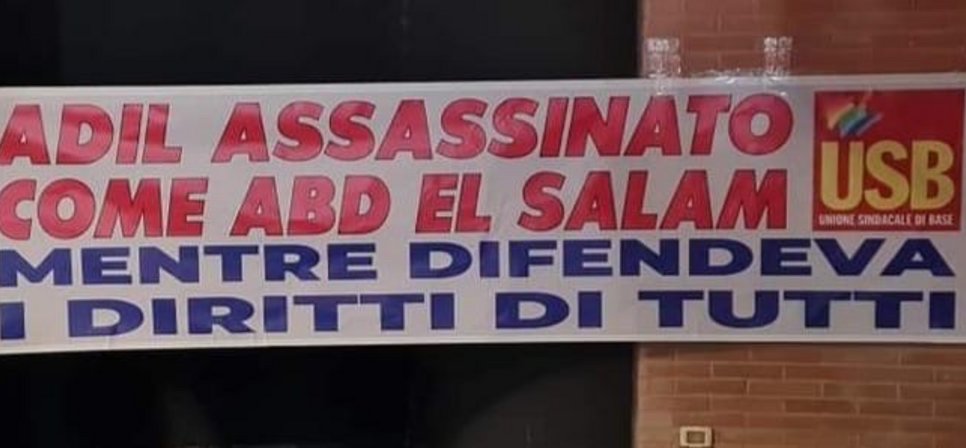 ADIL ASSASSINATO
COME ABD EL SALAM
MENTRE DIFENDEVA
I DIRITTI DI TUTTI
USB
UNIONE SINDACALE DI BASE